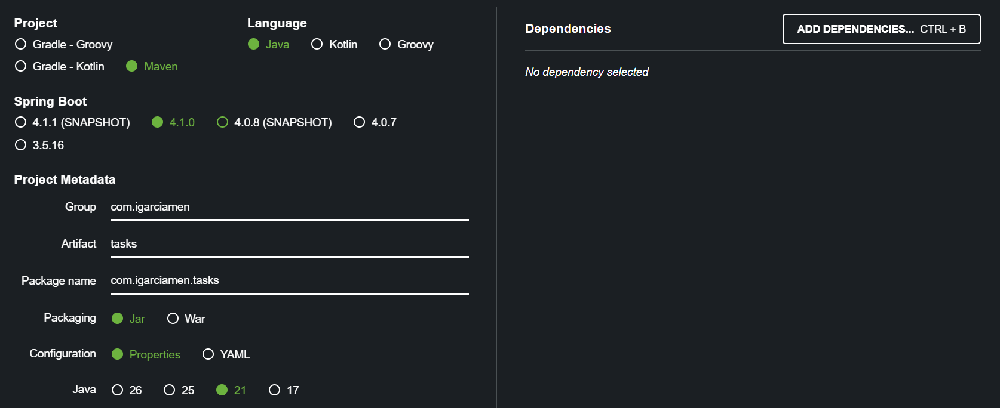 Project
Gradle - Groovy
Gradle - Kotlin Maven
Language
Java Kotlin Groovy
Spring Boot
4.1.1 (SNAPSHOT) 4.1.0 4.0.8 (SNAPSHOT) 4.0.7
3.5.16
Project Metadata
Group com.igarciamen
Artifact tasks
Package name com.igarciamen.tasks
Packaging Jar War
Configuration Properties YAML
Java 26 25 21 17
Dependencies
ADD DEPENDENCIES... CTRL + B
No dependency selected